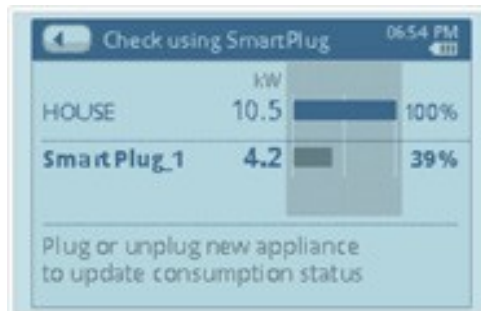 Check using SmartPlug 06:54 PM
kW
HOUSE 10.5 100%
SmartPlug_1 4.2 39%
Plug or unplug new appliance
to update consumption status